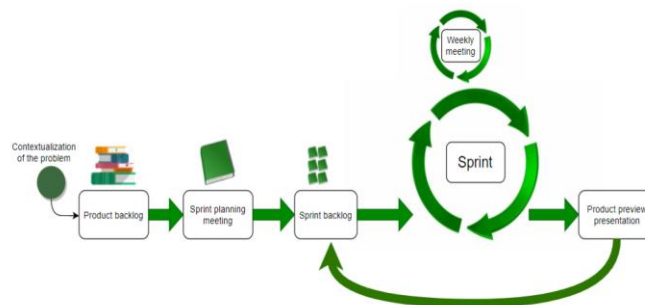 Weekly
meeting
Contextualization
of the problem
Sprint
Product backlog
Sprint planning
meeting
Sprint backlog
Product preview
presentation